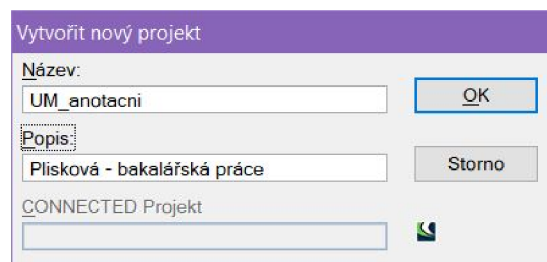 Vytvořit nový projekt
Název:
UM_anotacni
OK
Popis:
Plisková - bakalářská práce
Storno
CONNECTED Projekt